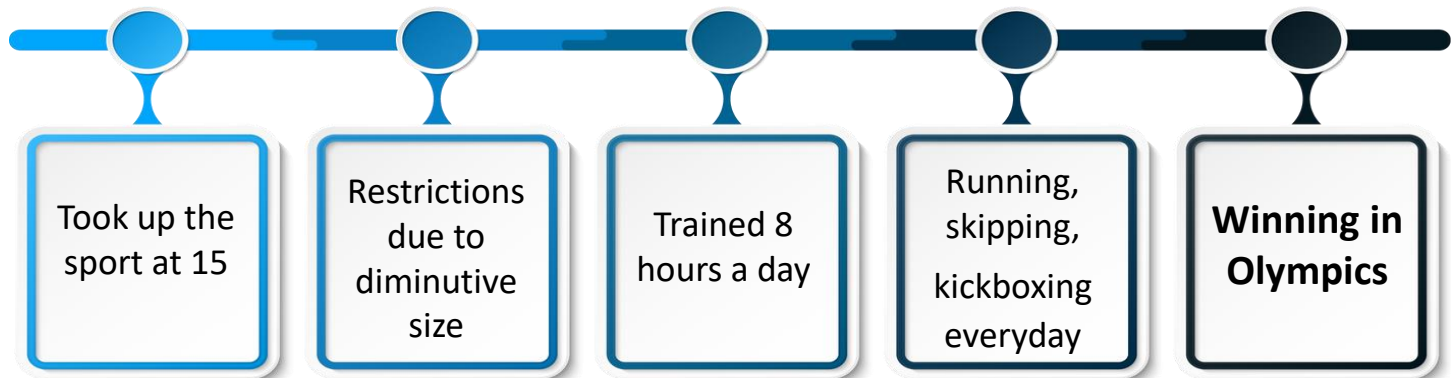 Took up the
sport at 15
Restrictions
due to
diminutive
size
Trained 8
hours a day
Running,
skipping,
kickboxing
everyday
Winning in
Olympics